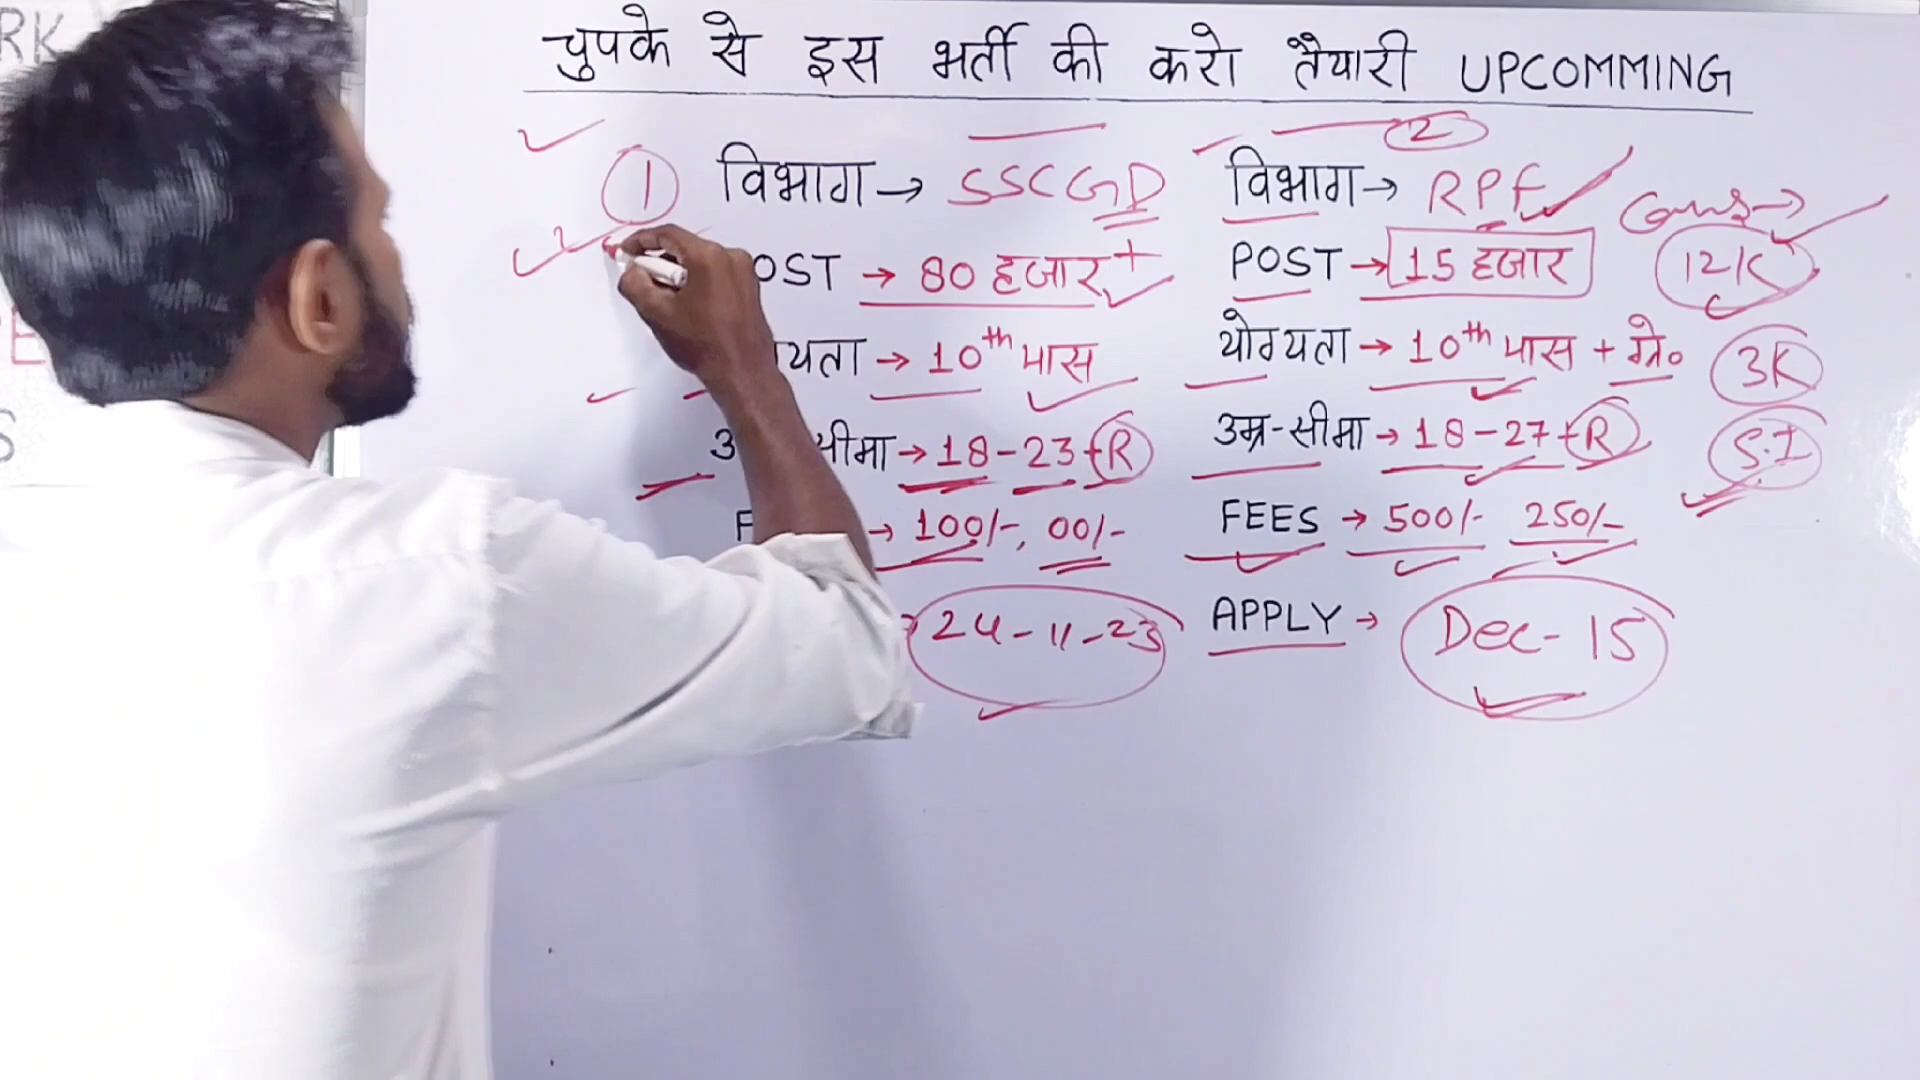 चुपके से इस भर्ती की करो तैयारी UPCOMMING
1
विभाग → SSCGD
OST → 80 हजार +
यता → 10th पास
सीमा → 18-23 + R
F → 100/-, 00/-
24-11-23
2
विभाग → RPF
POST → 15 हजार
12K
योग्यता → 10th पास + ग्रे०
3K
उम्र-सीमा → 18-27 + R
S.I
FEES → 500/- 250/-
APPLY → Dec-15
RK
E
S